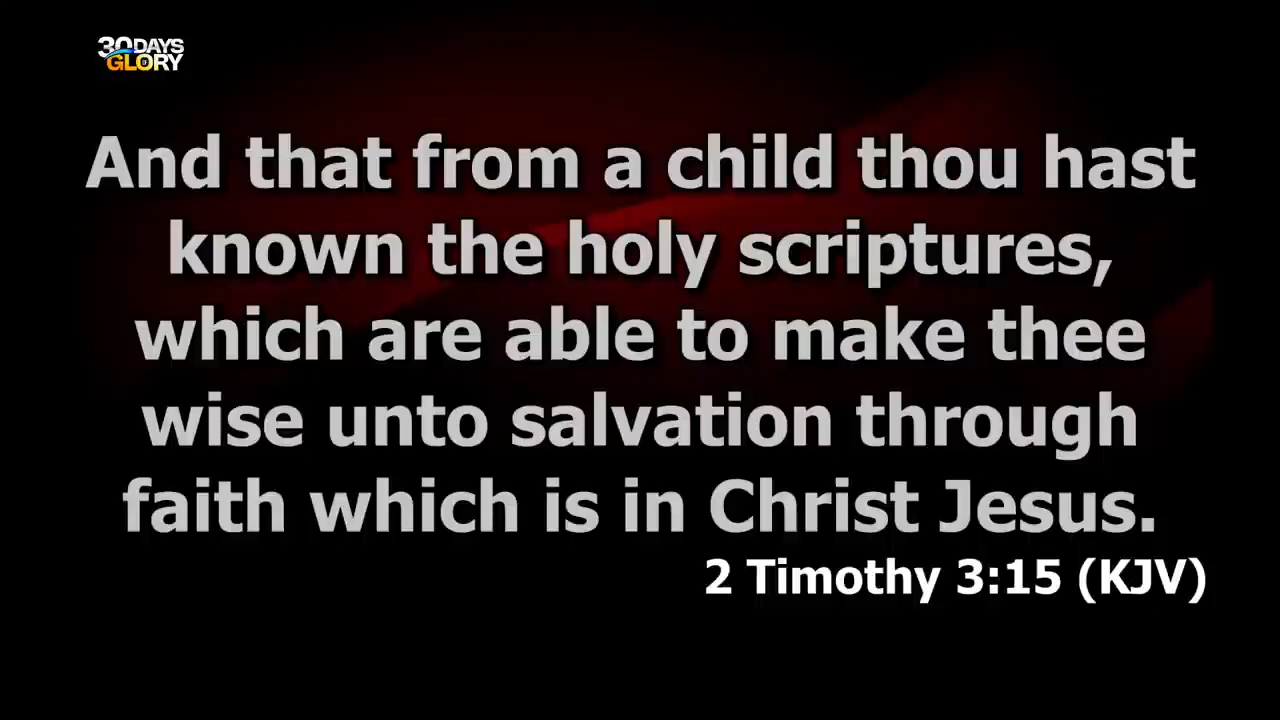 30DAYS
GLORY
And that from a child thou hast
known the holy scriptures,
which are able to make thee
wise unto salvation through
faith which is in Christ Jesus.
2 Timothy 3:15 (KJV)